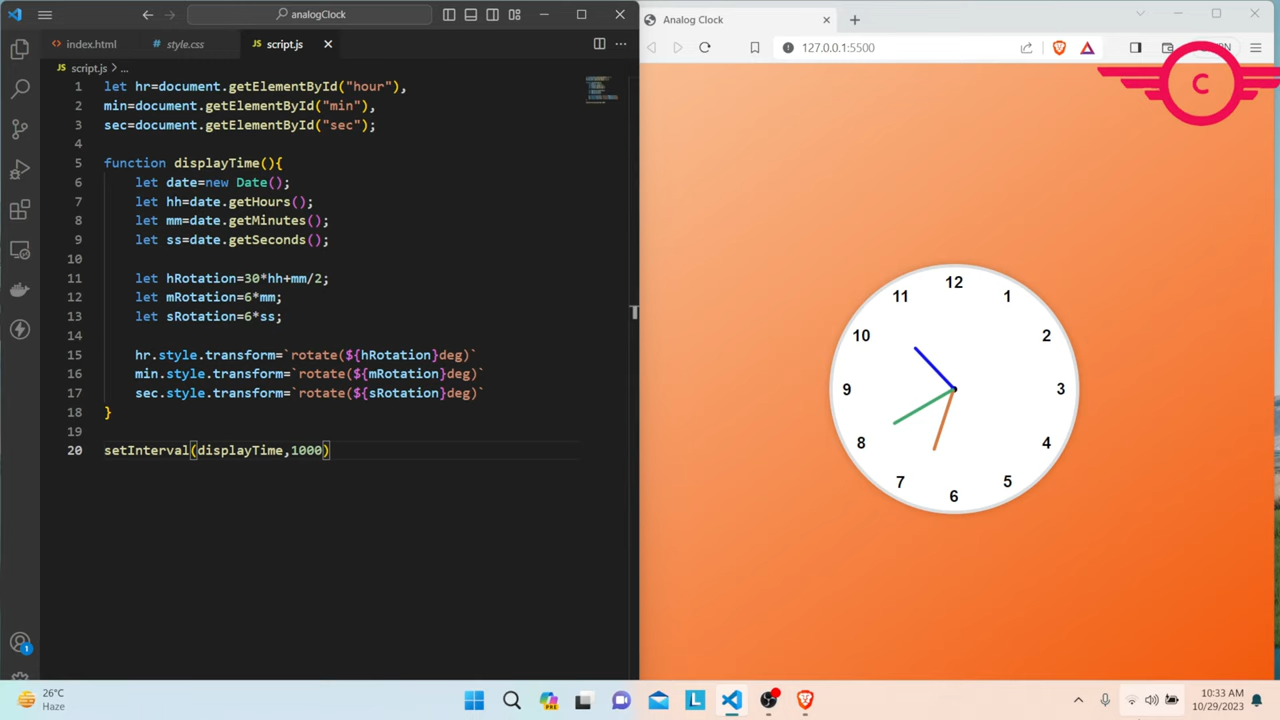 analogClock
index.html
style.css
script.js
script.js > ...
1 let hr=document.getElementById("hour"),
2 min=document.getElementById("min"),
3 sec=document.getElementById("sec");
4
5 function displayTime(){
6 let date=new Date();
7 let hh=date.getHours();
8 let mm=date.getMinutes();
9 let ss=date.getSeconds();
10
11 let hRotation=30*hh+mm/2;
12 let mRotation=6*mm;
13 let sRotation=6*ss;
14
15 hr.style.transform=`rotate(${hRotation}deg)`
16 min.style.transform=`rotate(${mRotation}deg)`
17 sec.style.transform=`rotate(${sRotation}deg)`
18 }
19
20 setInterval(displayTime,1000)
1
Analog Clock
127.0.0.1:5500
C
12
11 1
10 2
9 3
8 4
7 5
6
26°C
Haze
PRE
L
10:33 AM
10/29/2023